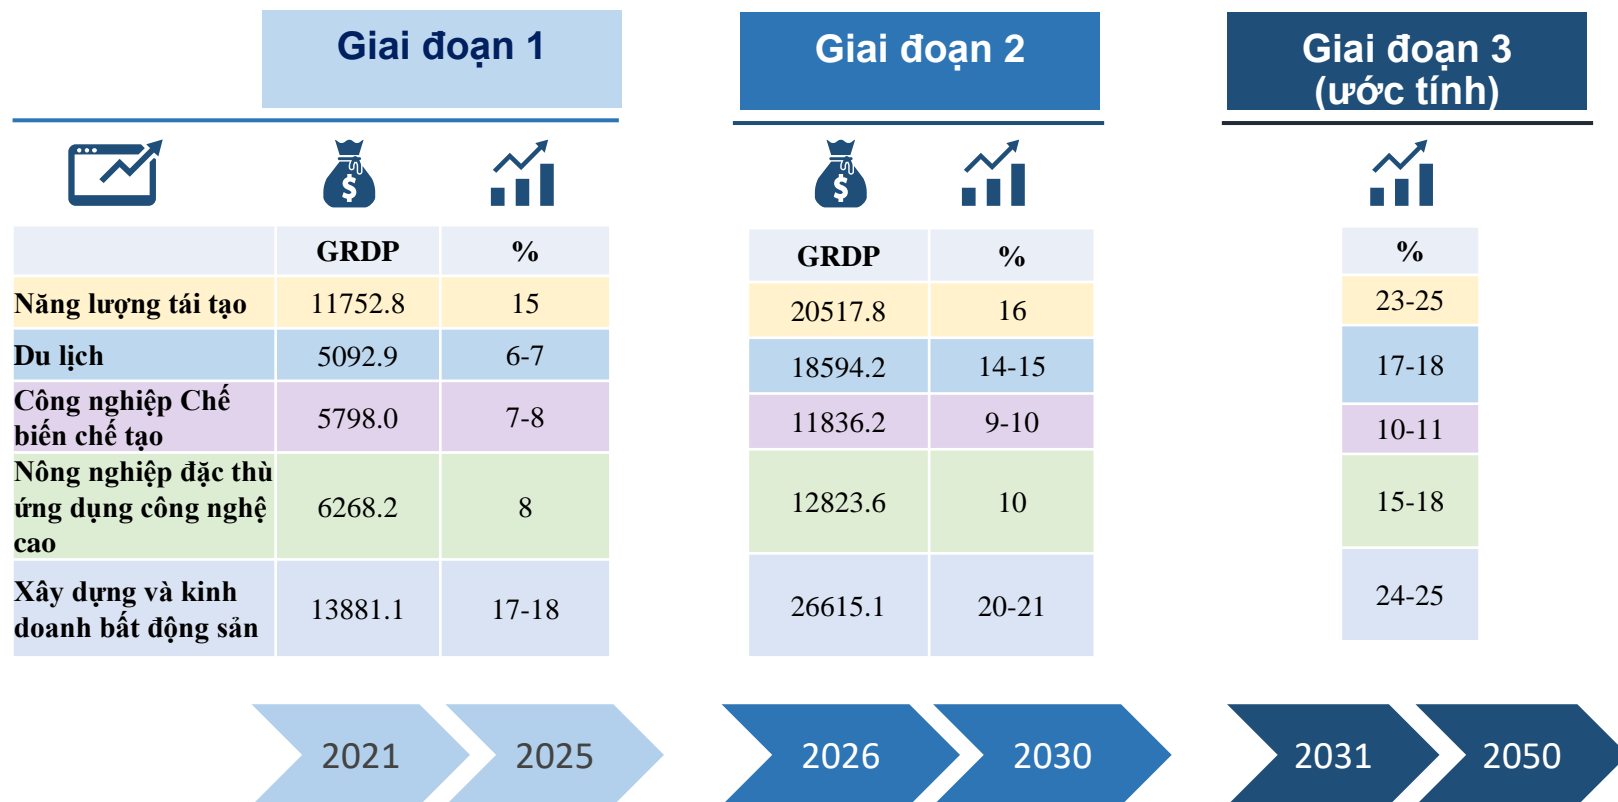 Giai đoạn 1
Giai đoạn 2
Giai đoạn 3
(ước tính)
$
$
GRDP %
Năng lượng tái tạo 11752.8 15
Du lịch 5092.9 6-7
Công nghiệp Chế
biến chế tạo 5798.0 7-8
Nông nghiệp đặc thù
ứng dụng công nghệ
cao 6268.2 8
Xây dựng và kinh
doanh bất động sản 13881.1 17-18
GRDP %
20517.8 16
18594.2 14-15
11836.2 9-10
12823.6 10
26615.1 20-21
%
23-25
17-18
10-11
15-18
24-25
2021 2025 2026 2030 2031 2050